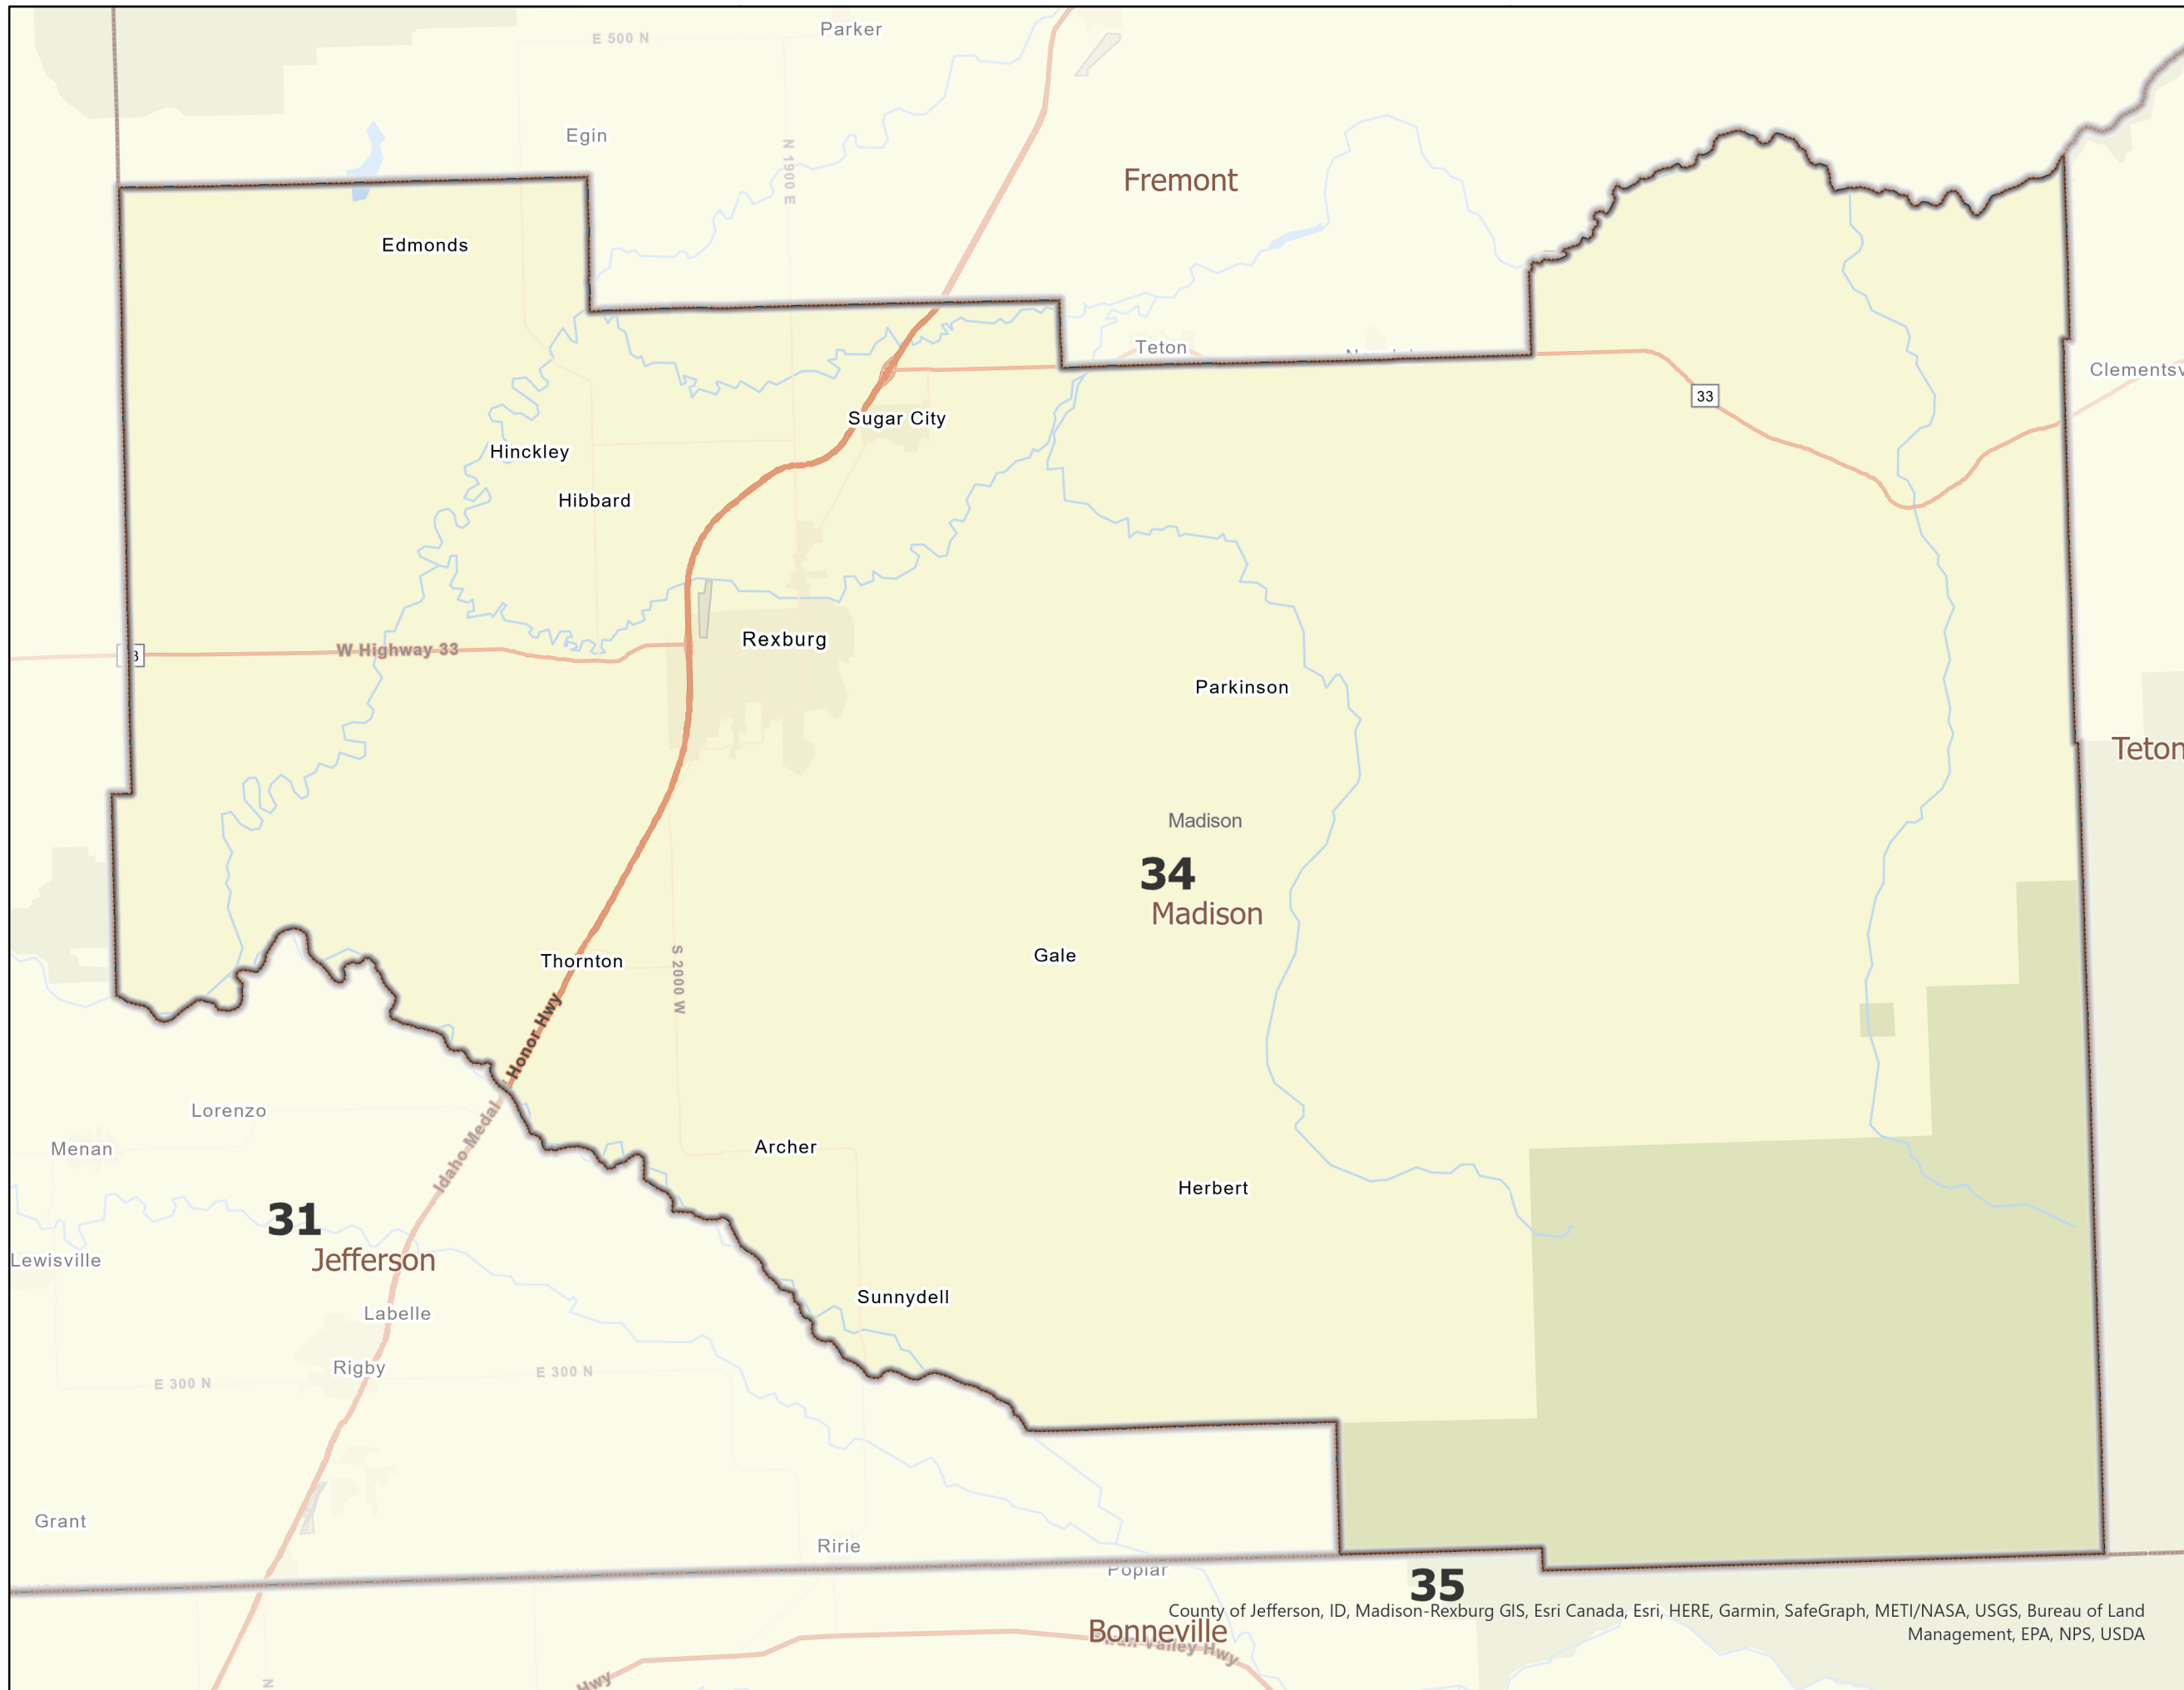 Parker
E 500 N
Egin
N 1900 E
Fremont
Edmonds
Teton
Clementsv
33
Sugar City
Hinckley
Hibbard
Rexburg
W Highway 33
Parkinson
Teton
Madison
34
Madison
Gale
Thornton
S 2000 W
Idaho Medal Honor Hwy
Lorenzo
Menan
Archer
Herbert
31
Jefferson
Lewisville
Sunnydell
Labelle
Rigby
E 300 N
E 300 N
Grant
Ririe
Poplar
35
County of Jefferson, ID, Madison-Rexburg GIS, Esri Canada, Esri, HERE, Garmin, SafeGraph, METI/NASA, USGS, Bureau of Land
Management, EPA, NPS, USDA
Bonneville
Swan Valley Hwy
Hwy
N